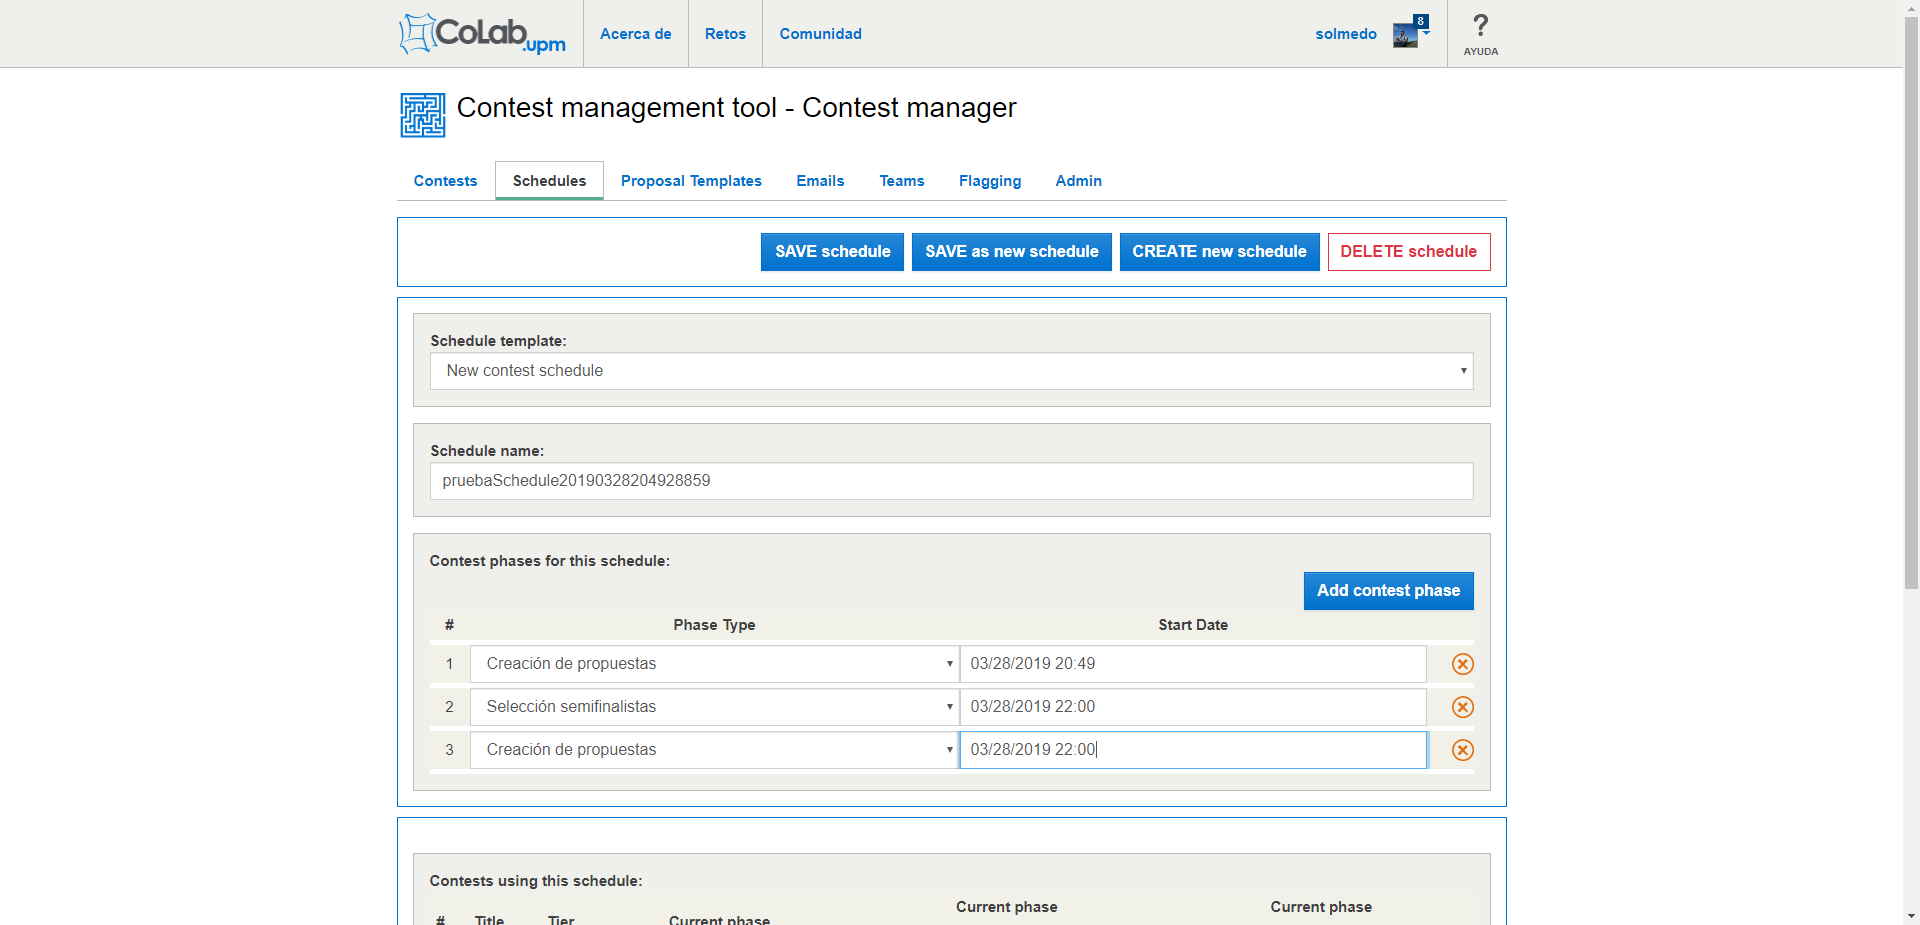 CoLab.upm
Acerca de
Retos
Comunidad
solmedo
8
?
AYUDA
Contest management tool - Contest manager
Contests
Schedules
Proposal Templates
Emails
Teams
Flagging
Admin
SAVE schedule
SAVE as new schedule
CREATE new schedule
DELETE schedule
Schedule template:
New contest schedule
Schedule name:
pruebaSchedule20190328204928859
Contest phases for this schedule:
Add contest phase
# Phase Type Start Date
1 Creación de propuestas 03/28/2019 20:49
2 Selección semifinalistas 03/28/2019 22:00
3 Creación de propuestas 03/28/2019 22:00
Contests using this schedule:
Current phase Current phase
# Title Tier Current phase